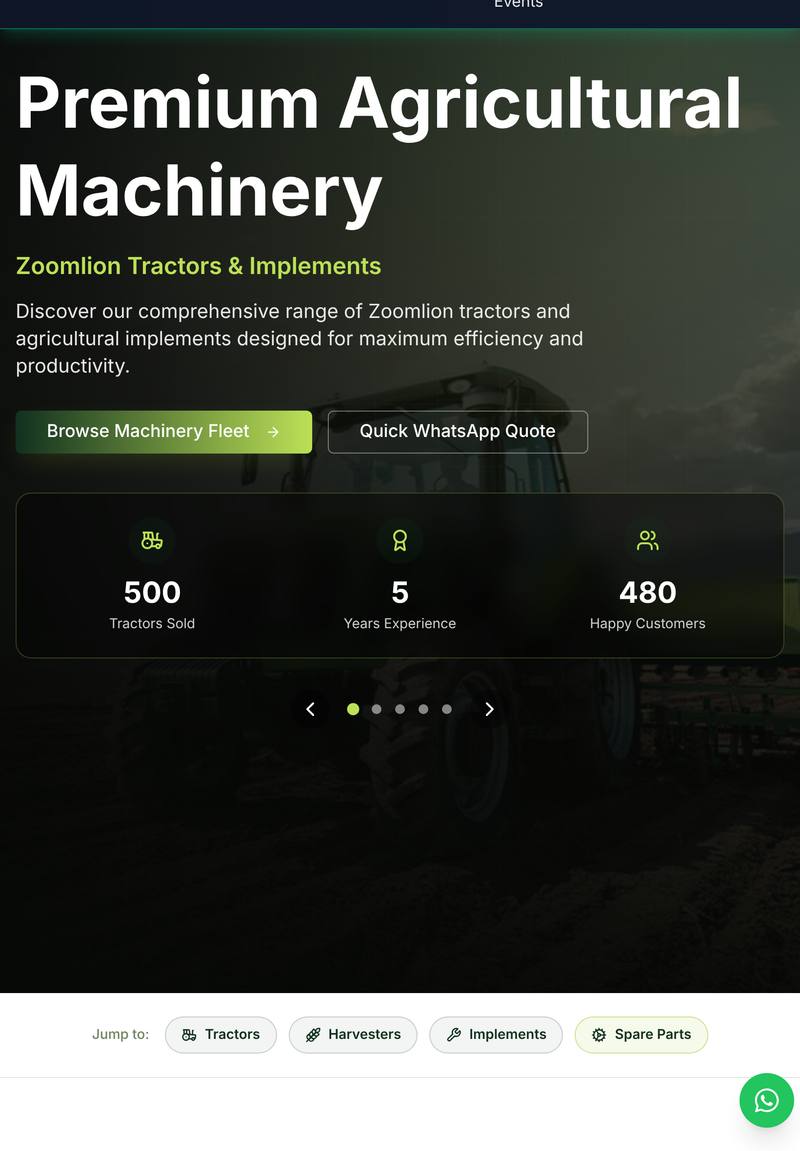 Events
Premium Agricultural
Machinery
Zoomlion Tractors & Implements
Discover our comprehensive range of Zoomlion tractors and
agricultural implements designed for maximum efficiency and
productivity.
Browse Machinery Fleet →
Quick WhatsApp Quote
500
Tractors Sold
5
Years Experience
480
Happy Customers
Jump to:
Tractors
Harvesters
Implements
Spare Parts